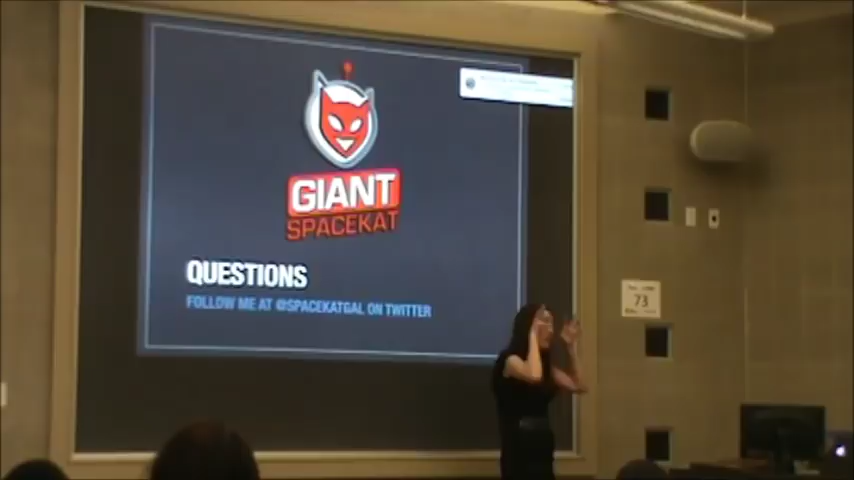 GIANT
SPACEKAT
QUESTIONS
FOLLOW ME AT @SPACEKATGAL ON TWITTER
73